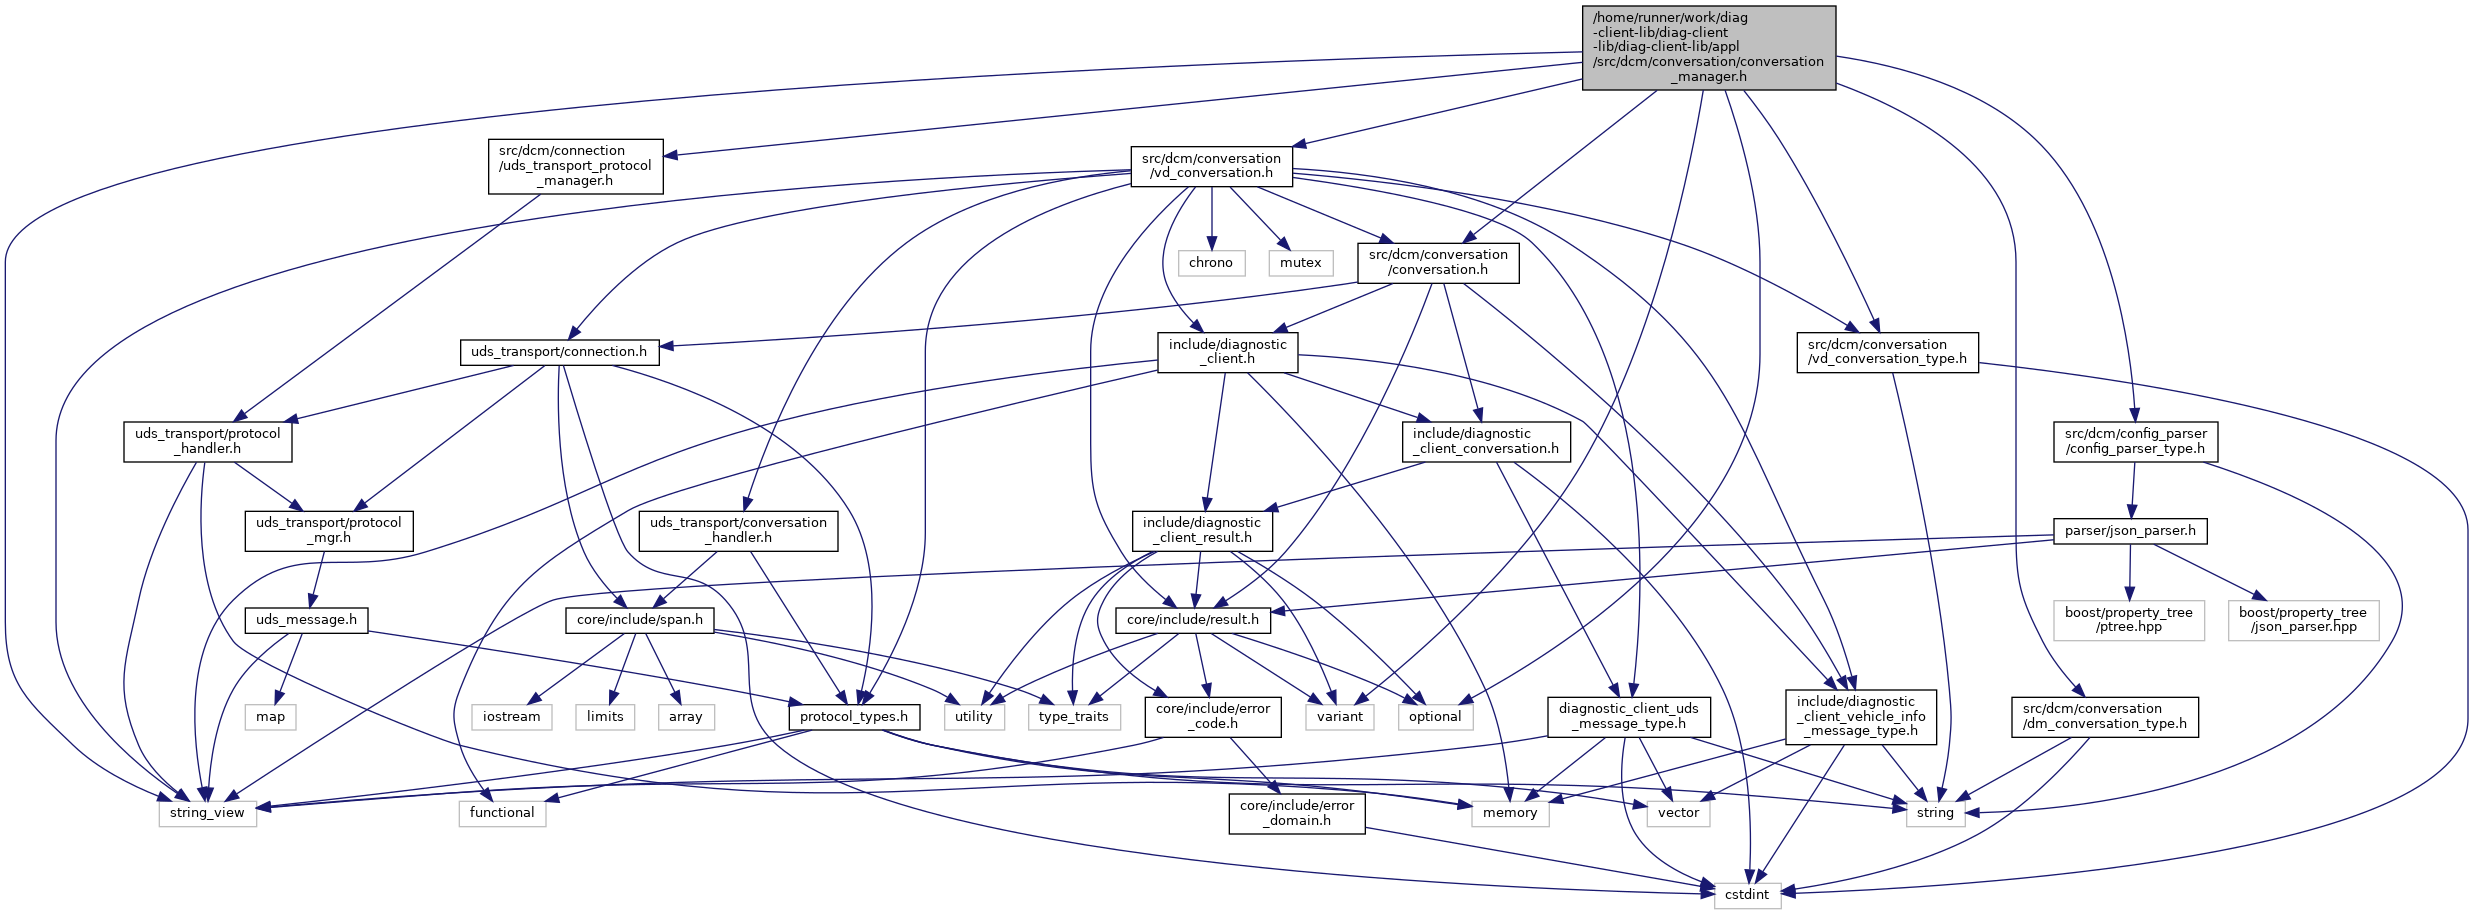 /home/runner/work/diag
-client-lib/diag-client
-lib/diag-client-lib/appl
/src/dcm/conversation/conversation
_manager.h
src/dcm/connection
/uds_transport_protocol
_manager.h
src/dcm/conversation
/vd_conversation.h
chrono
mutex
src/dcm/conversation
/conversation.h
uds_transport/connection.h
include/diagnostic
_client.h
src/dcm/conversation
/vd_conversation_type.h
uds_transport/protocol
_handler.h
include/diagnostic
_client_conversation.h
src/dcm/config_parser
/config_parser_type.h
uds_transport/protocol
_mgr.h
uds_transport/conversation
_handler.h
include/diagnostic
_client_result.h
parser/json_parser.h
uds_message.h
core/include/span.h
core/include/result.h
boost/property_tree
/ptree.hpp
boost/property_tree
/json_parser.hpp
map
iostream
limits
array
protocol_types.h
utility
type_traits
core/include/error
_code.h
variant
optional
diagnostic_client_uds
_message_type.h
include/diagnostic
_client_vehicle_info
_message_type.h
src/dcm/conversation
/dm_conversation_type.h
string_view
functional
core/include/error
_domain.h
memory
vector
string
cstdint